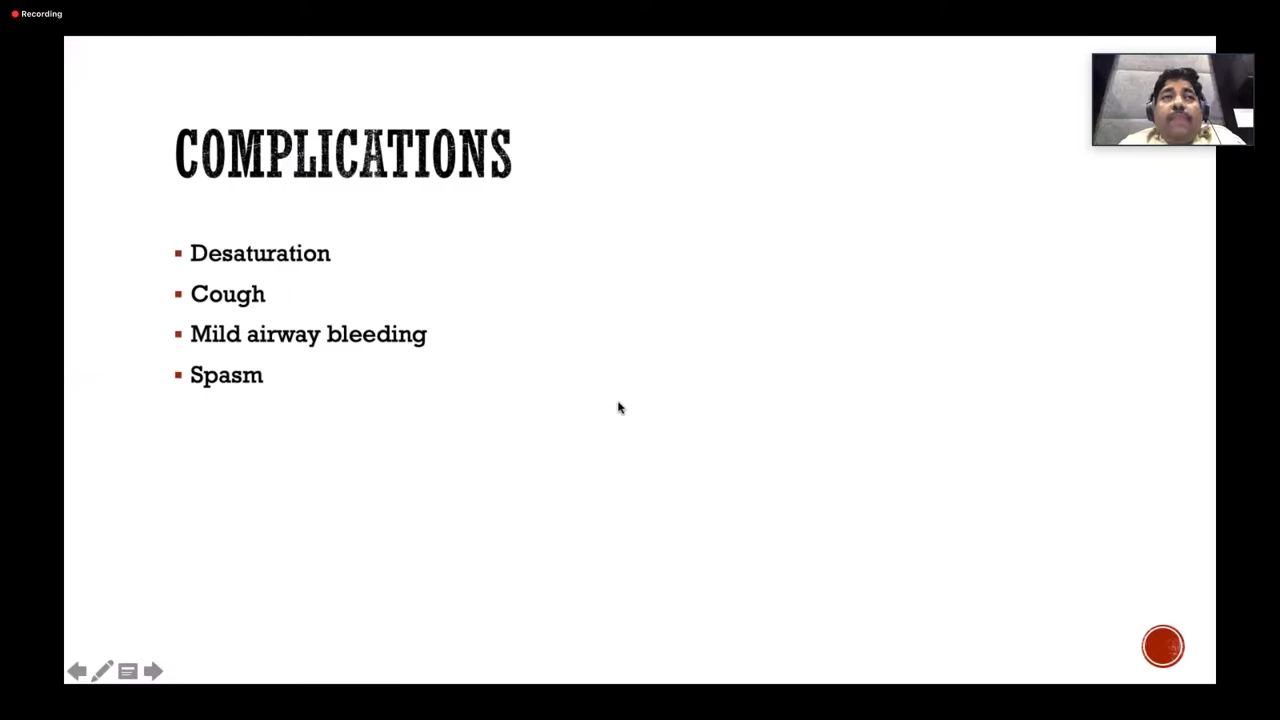 Recording
COMPLICATIONS
Desaturation
Cough
Mild airway bleeding
Spasm